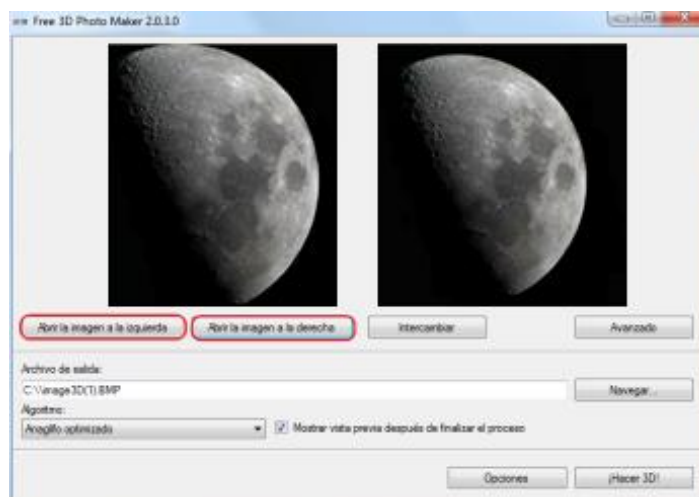 Free 3D Photo Maker 2.0.3.0
Abrir la imagen a la izquierda
Abrir la imagen a la derecha
Intercambiar
Avanzado
Archivo de salida:
C:\image3D(1).BMP
Navegar...
Algoritmo:
Anaglifo optimizado
Mostrar vista previa después de finalizar el proceso
Opciones
¡Hacer 3D!